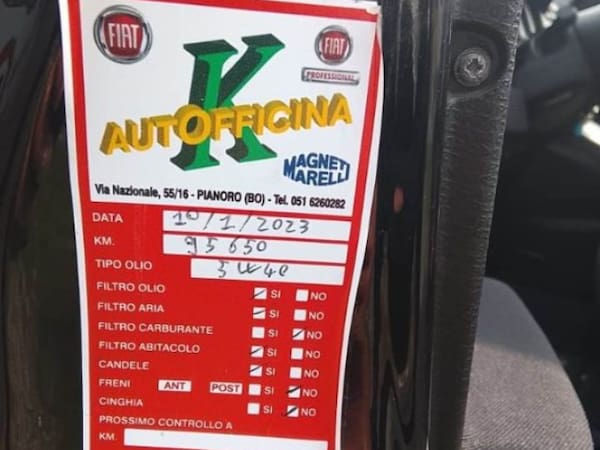 FIAT
FIAT
PROFESSIONAL
K
AUTOFFICINA
MAGNETI
MARELLI
Via Nazionale, 55/16 - PIANORO (BO) - Tel. 051 6260282
DATA 10/1/2023
KM. 95650
TIPO OLIO 5W40
FILTRO OLIO SI NO
FILTRO ARIA SI NO
FILTRO CARBURANTE SI NO
FILTRO ABITACOLO SI NO
CANDELE SI NO
FRENI ANT POST SI NO
CINGHIA SI NO
PROSSIMO CONTROLLO A
KM.